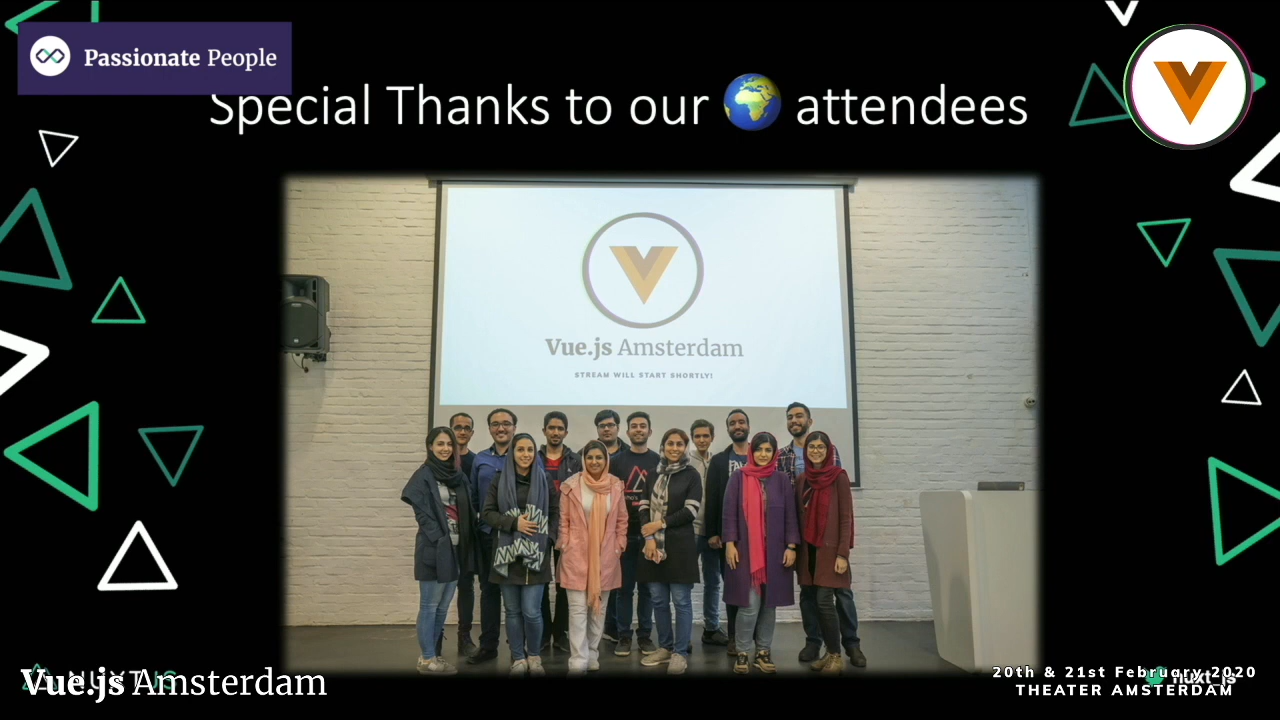 Passionate People
Special Thanks to our 🌍 attendees
Vue.js Amsterdam
STREAM WILL START SHORTLY!
Vue.js Amsterdam
20th & 21st February 2020
nuxt_js
THEATER AMSTERDAM